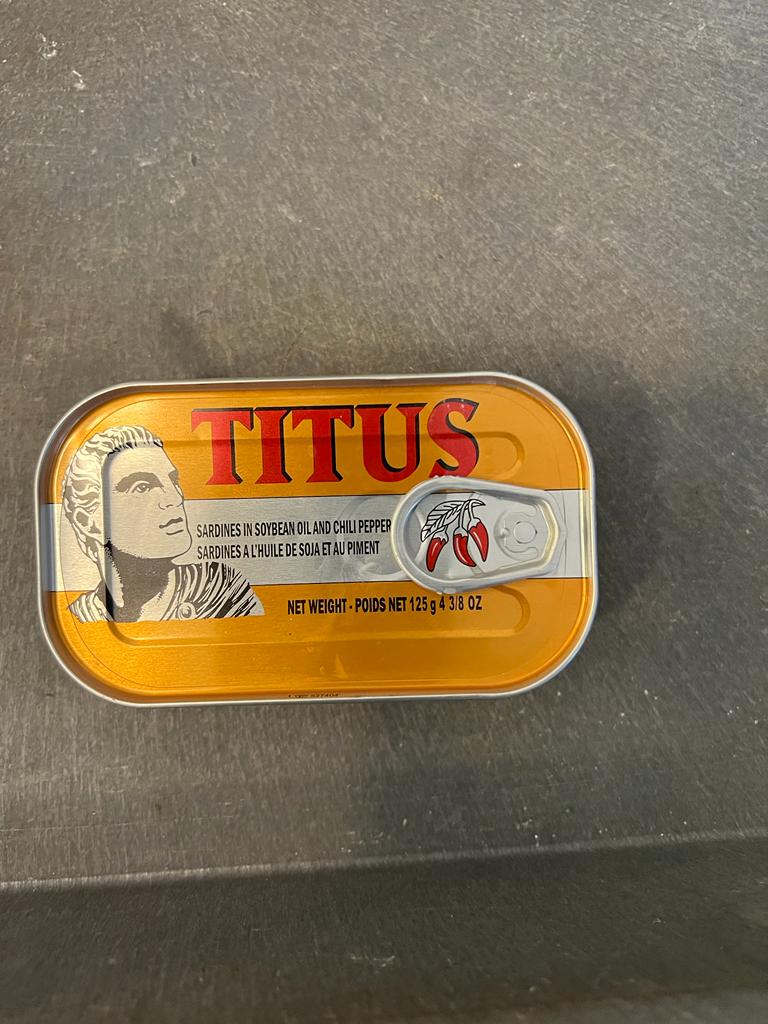 TITUS
SARDINES IN SOYBEAN OIL AND CHILI PEPPER
SARDINES A L'HUILE DE SOJA ET AU PIMENT
NET WEIGHT - POIDS NET 125 g 4 3/8 OZ